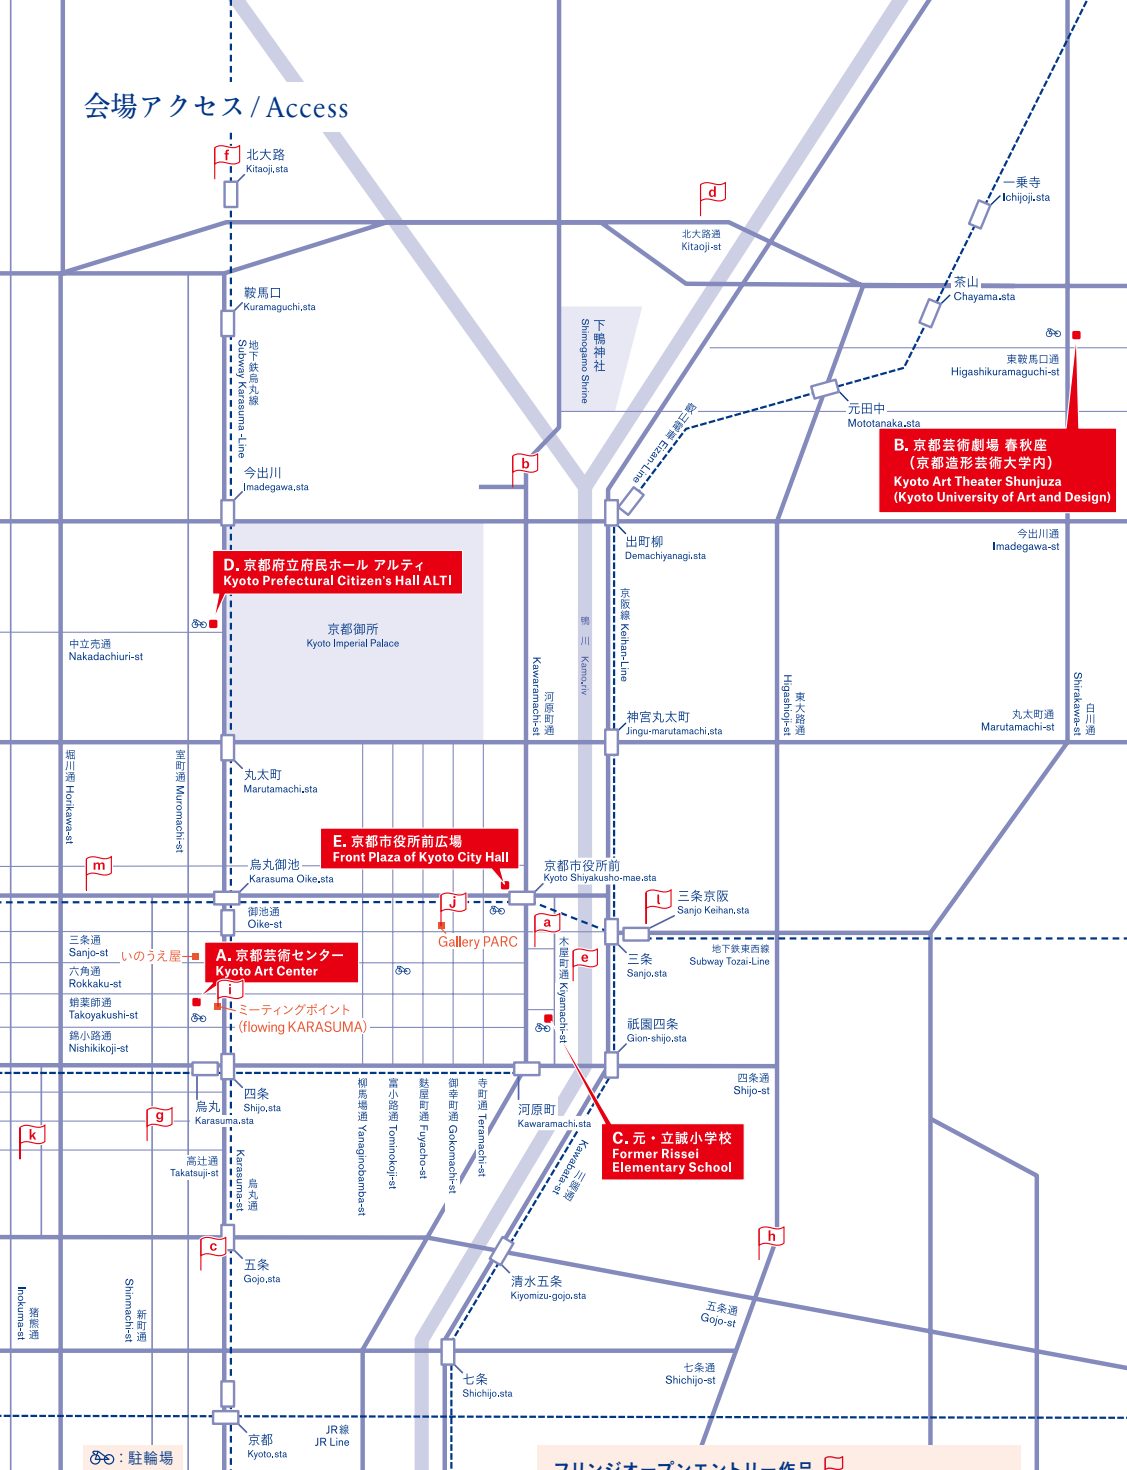 会場アクセス / Access
f
北大路
Kitaoji.sta
d
北大路通
Kitaoji-st
一乗寺
Ichijoji.sta
鞍馬口
Kuramaguchi.sta
茶山
Chayama.sta
下鴨神社
Shimogamo Shrine
地下鉄烏丸線
Subway Karasuma -Line
東鞍馬口通
Higashikuramaguchi-st
元田中
Mototanaka.sta
叡山電車 Eizan-Line
B. 京都芸術劇場 春秋座
（京都造形芸術大学内）
Kyoto Art Theater Shunjuza
(Kyoto University of Art and Design)
b
今出川
Imadegawa.sta
出町柳
Demachiyanagi.sta
今出川通
Imadegawa-st
D. 京都府立府民ホール アルティ
Kyoto Prefectural Citizen's Hall ALTI
京都御所
Kyoto Imperial Palace
中立売通
Nakadachiuri-st
京阪線 Keihan-Line
鴨川 Kamo.riv
河原町通
Kawaramachi-st
東大路通
Higashioji-st
白川通
Shirakawa-st
神宮丸太町
Jingu-marutamachi.sta
丸太町通
Marutamachi-st
堀川通 Horikawa-st
室町通 Muromachi-st
丸太町
Marutamachi.sta
E. 京都市役所前広場
Front Plaza of Kyoto City Hall
m
烏丸御池
Karasuma Oike.sta
京都市役所前
Kyoto Shiyakusho-mae.sta
j
l
三条京阪
Sanjo Keihan.sta
御池通
Oike-st
a
Gallery PARC
三条通
Sanjo-st
いのうえ屋
A. 京都芸術センター
Kyoto Art Center
木屋町通 Kiyamachi-st
e
三条
Sanjo.sta
地下鉄東西線
Subway Tozai-Line
六角通
Rokkaku-st
i
蛸薬師通
Takoyakushi-st
ミーティングポイント
(flowing KARASUMA)
祇園四条
Gion-shijo.sta
錦小路通
Nishikikoji-st
四条通
Shijo-st
烏丸
Karasuma.sta
四条
Shijo.sta
柳馬場通 Yanaginobamba-st
富小路通 Tominokoji-st
麩屋町通 Fuyacho-st
御幸町通 Gokomachi-st
寺町通 Teramachi-st
河原町
Kawaramachi.sta
g
k
C. 元・立誠小学校
Former Rissei
Elementary School
川端通
Kawabata-st
高辻通
Takatsuji-st
烏丸通
Karasuma-st
c
h
五条
Gojo.sta
清水五条
Kiyomizu-gojo.sta
猪熊通
Inokuma-st
新町通
Shinmachi-st
五条通
Gojo-st
七条通
Shichijo-st
七条
Shichijo.sta
京都
Kyoto.sta
JR線
JR Line
：駐輪場
フリンジオープンエントリー作品